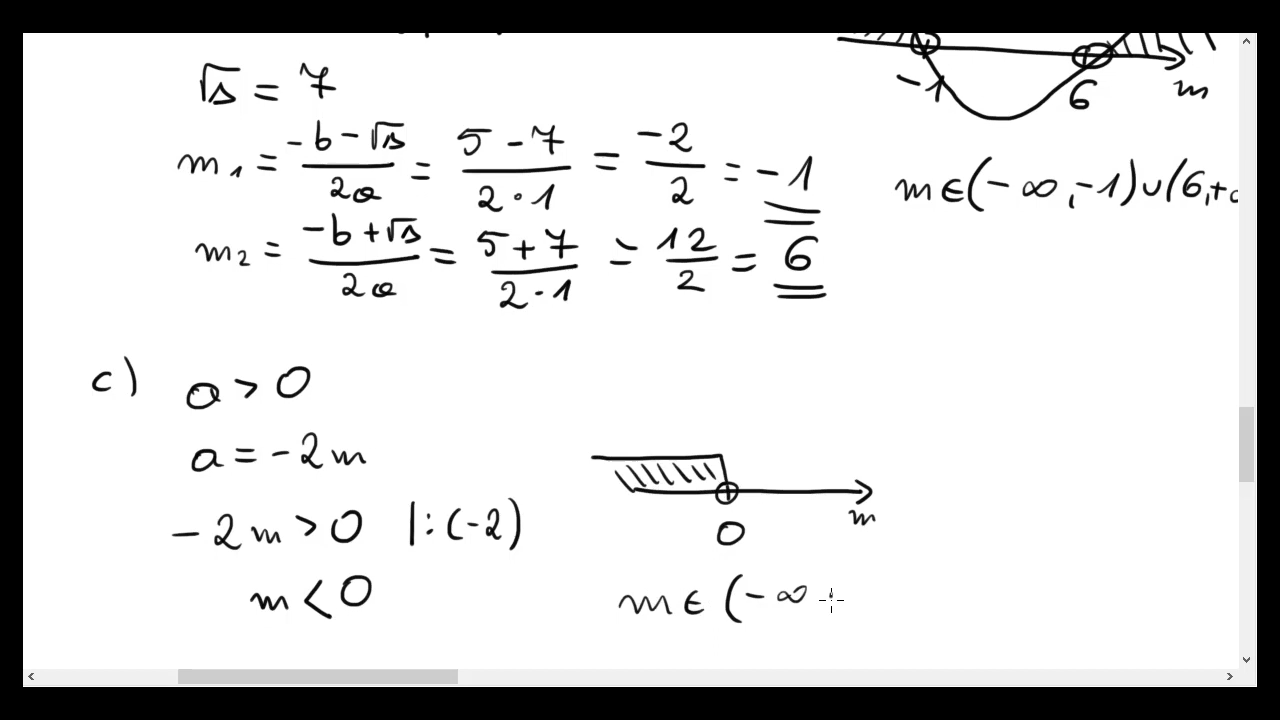 √Δ = 7
-1 6 m
m₁ = (-b-√Δ)/2a = (5-7)/(2·1) = -2/2 = -1
m ∈ (-∞,-1) ∪ (6,+
m₂ = (-b+√Δ)/2a = (5+7)/(2·1) = 12/2 = 6
c) a > 0
a = -2m
-2m > 0 |:(-2)
0 m
m < 0
m ∈ (-∞